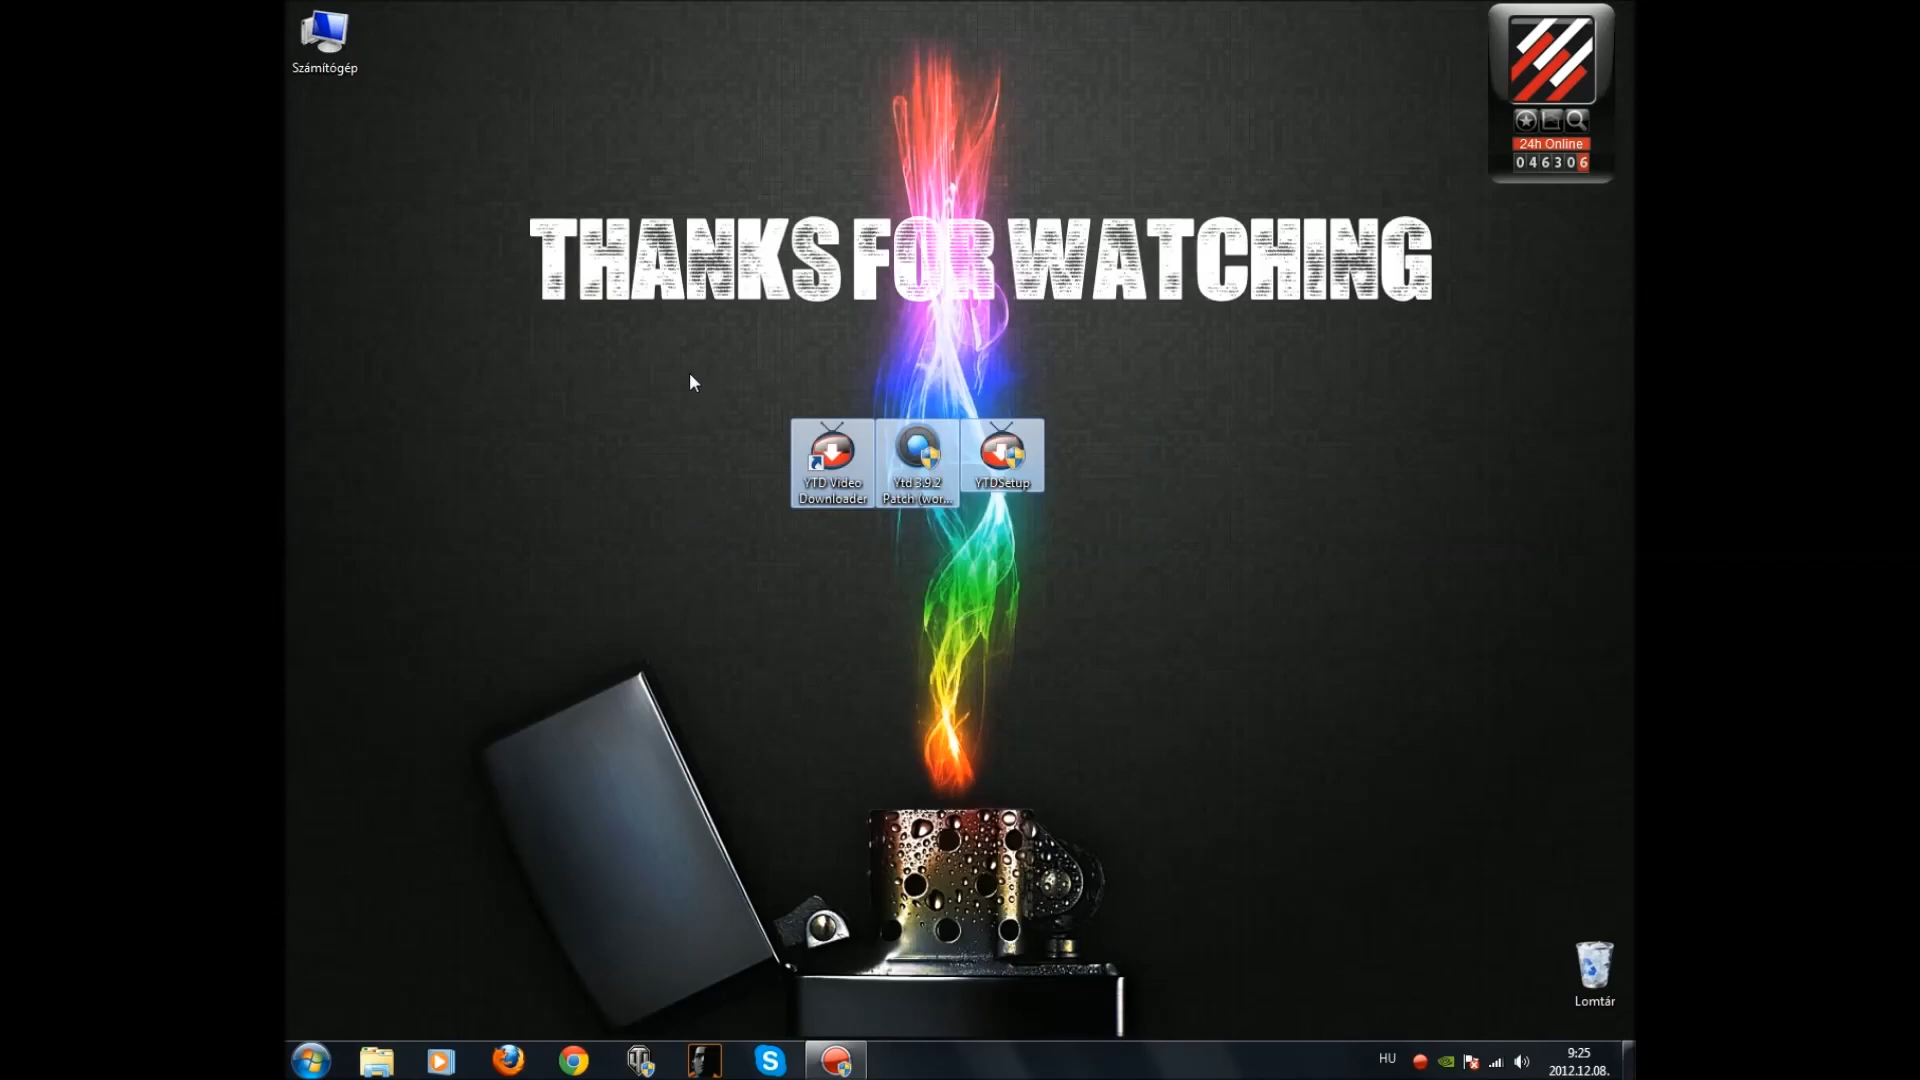 Számítógép
24h Online
046306
THANKS FOR WATCHING
YTD Video
Downloader
Ytd 3.9.2
Patch (wor...
YTDSetup
Lomtár
HU
9:25
2012.12.08.